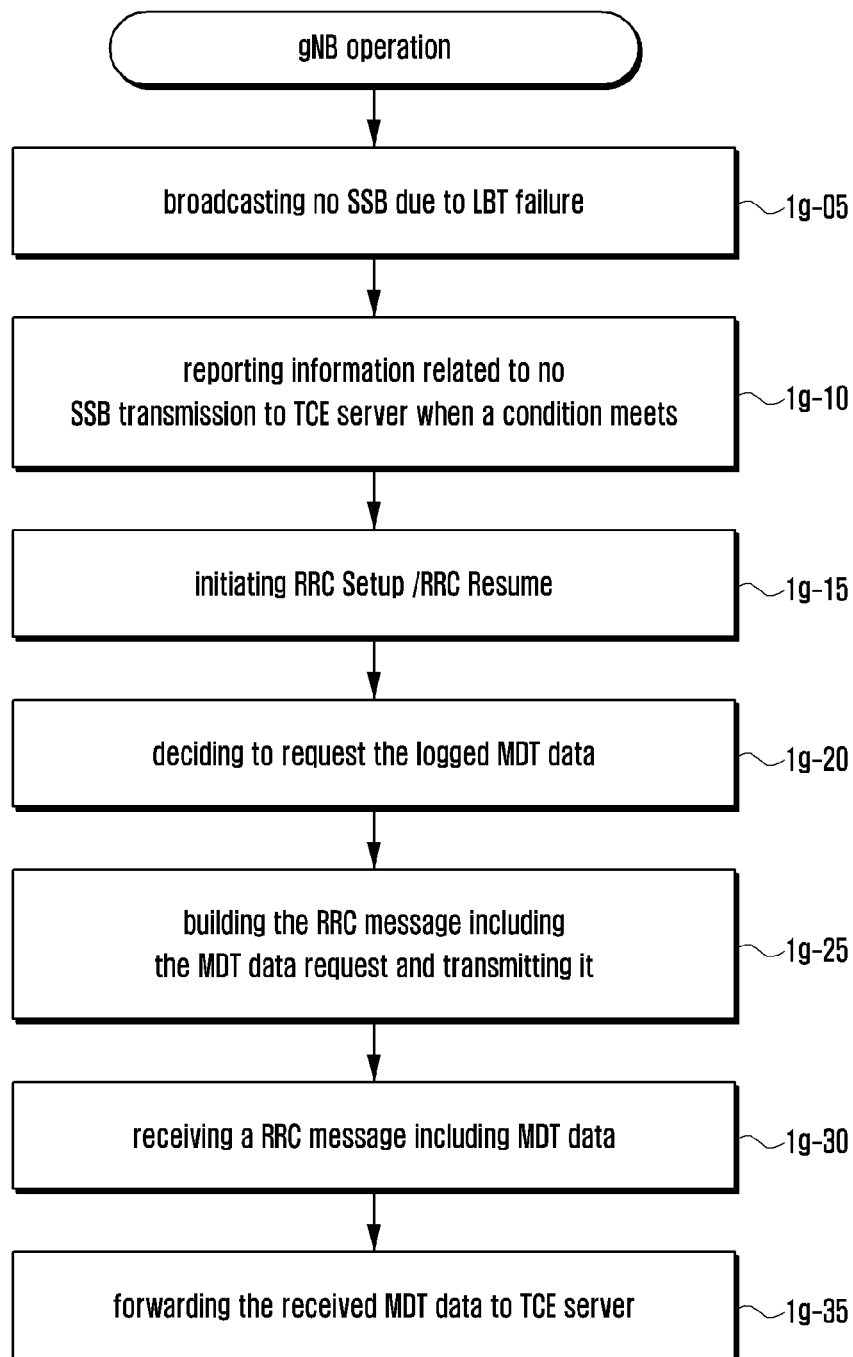 gNB operation
broadcasting no SSB due to LBT failure
1g-05
reporting information related to no
SSB transmission to TCE server when a condition meets
1g-10
initiating RRC Setup /RRC Resume
1g-15
deciding to request the logged MDT data
1g-20
building the RRC message including
the MDT data request and transmitting it
1g-25
receiving a RRC message including MDT data
1g-30
forwarding the received MDT data to TCE server
1g-35